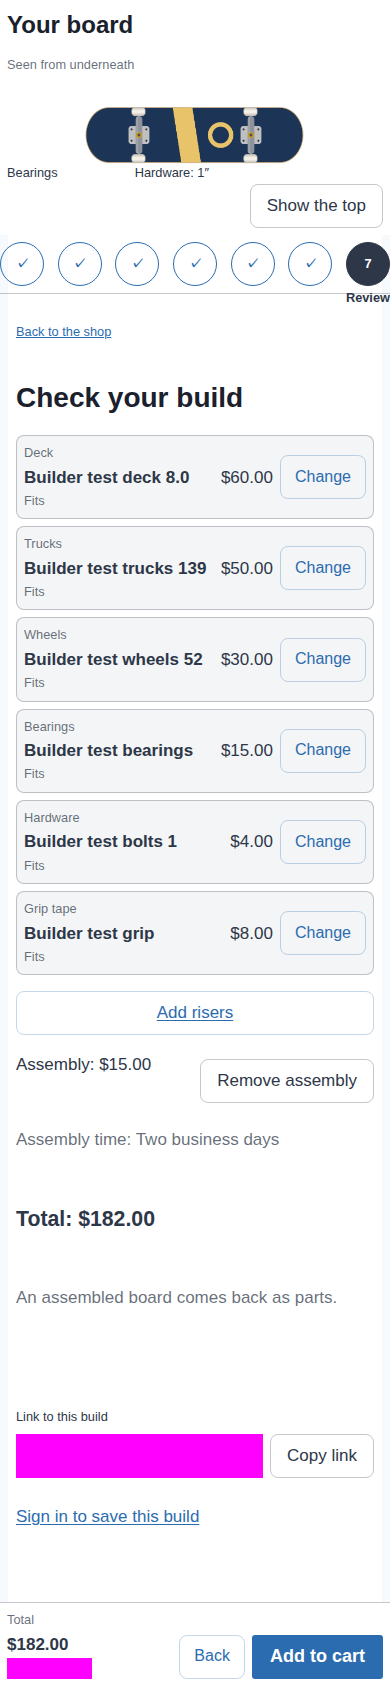 Your board
Seen from underneath
Bearings
Hardware: 1″
Show the top
✓ ✓ ✓ ✓ ✓ ✓ 7
Review
Back to the shop
Check your build
Deck
Builder test deck 8.0 $60.00 Change
Fits
Trucks
Builder test trucks 139 $50.00 Change
Fits
Wheels
Builder test wheels 52 $30.00 Change
Fits
Bearings
Builder test bearings $15.00 Change
Fits
Hardware
Builder test bolts 1 $4.00 Change
Fits
Grip tape
Builder test grip $8.00 Change
Fits
Add risers
Assembly: $15.00
Remove assembly
Assembly time: Two business days
Total: $182.00
An assembled board comes back as parts.
Link to this build
Copy link
Sign in to save this build
Total
$182.00
Back
Add to cart